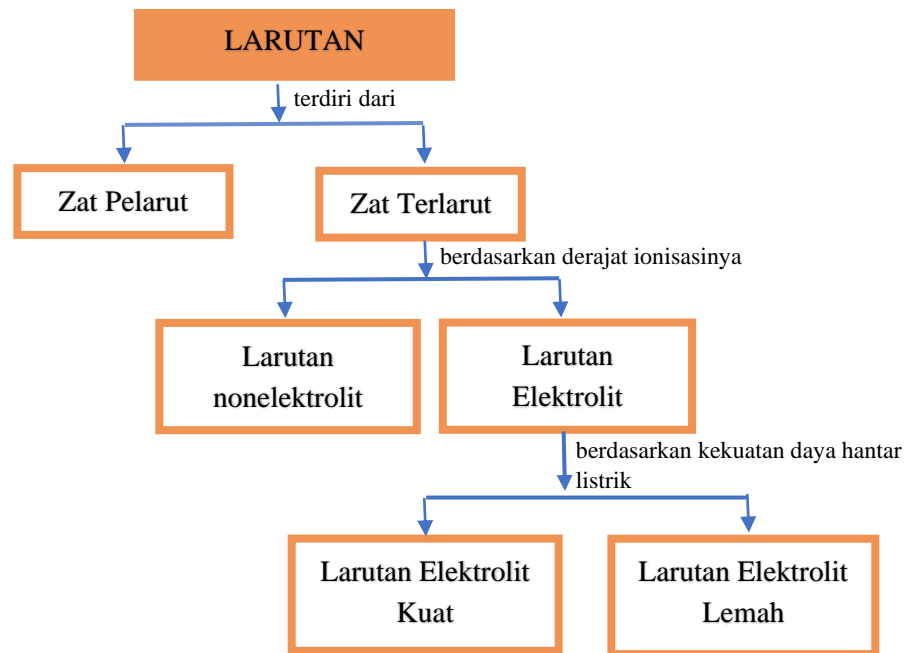 LARUTAN
terdiri dari
Zat Pelarut
Zat Terlarut
berdasarkan derajat ionisasinya
Larutan
nonelektrolit
Larutan
Elektrolit
berdasarkan kekuatan daya hantar
listrik
Larutan Elektrolit
Kuat
Larutan Elektrolit
Lemah